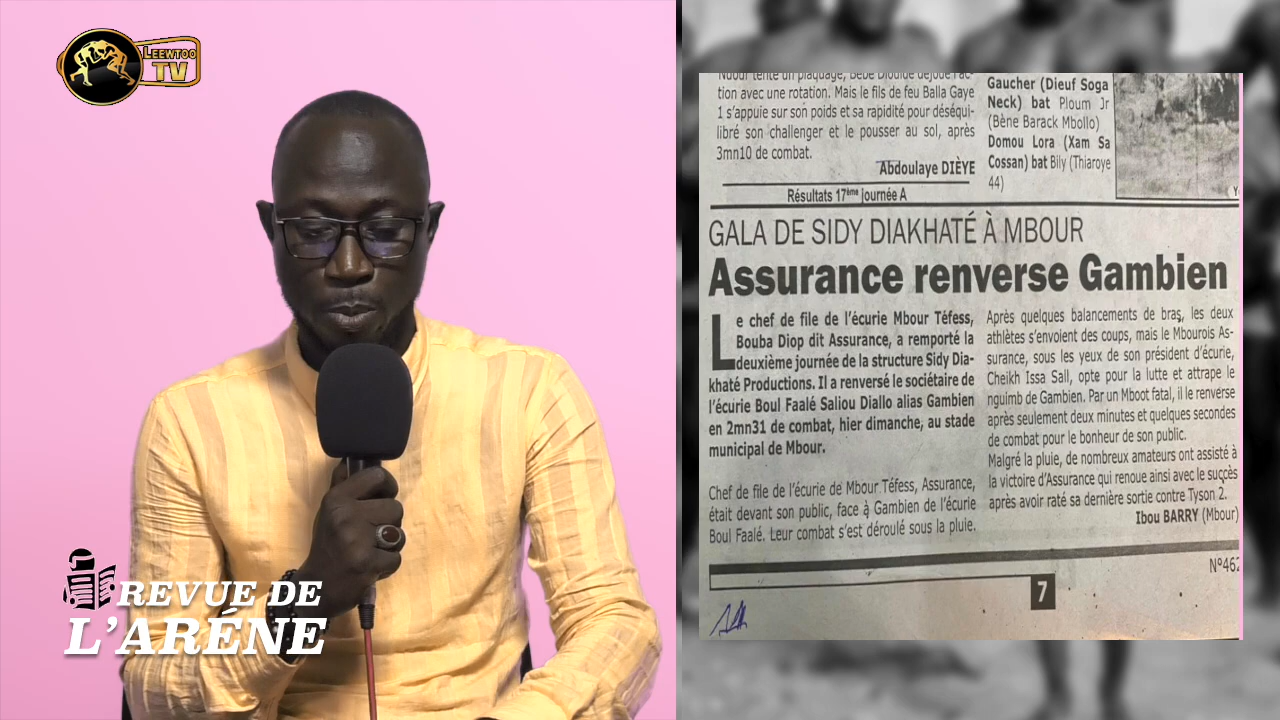 LEEWTOO
TV
REVUE DE
L'ARÉNE
Ndour tente un plaquage, Bébé Diouldé déjoue l'ac-
tion avec une rotation. Mais le fils de feu Balla Gaye
1 s'appuie sur son poids et sa rapidité pour déséqui-
libré son challenger et le pousser au sol, après
3mn10 de combat.
Abdoulaye DIÈYE
Résultats 17ème journée A
Gaucher (Dieuf Soga
Neck) bat Ploum Jr
(Bène Barack Mbollo)
Domou Lora (Xam Sa
Cossan) bat Bily (Thiaroye
44)
GALA DE SIDY DIAKHATÉ À MBOUR
Assurance renverse Gambien
Le chef de file de l'écurie Mbour Téfess,
Bouba Diop dit Assurance, a remporté la
deuxième journée de la structure Sidy Dia-
khaté Productions. Il a renversé le sociétaire de
l'écurie Boul Faalé Saliou Diallo alias Gambien
en 2mn31 de combat, hier dimanche, au stade
municipal de Mbour.
Chef de file de l'écurie de Mbour Téfess, Assurance,
était devant son public, face à Gambien de l'écurie
Boul Faalé. Leur combat s'est déroulé sous la pluie.
Après quelques balancements de bras, les deux
athlètes s'envoient des coups, mais le Mbourois As-
surance, sous les yeux de son président d'écurie,
Cheikh Issa Sall, opte pour la lutte et attrape le
nguimb de Gambien. Par un Mboot fatal, il le renverse
après seulement deux minutes et quelques secondes
de combat pour le bonheur de son public.
Malgré la pluie, de nombreux amateurs ont assisté à
la victoire d'Assurance qui renoue ainsi avec le succès
après avoir raté sa dernière sortie contre Tyson 2.
Ibou BARRY (Mbour)
N°462
7